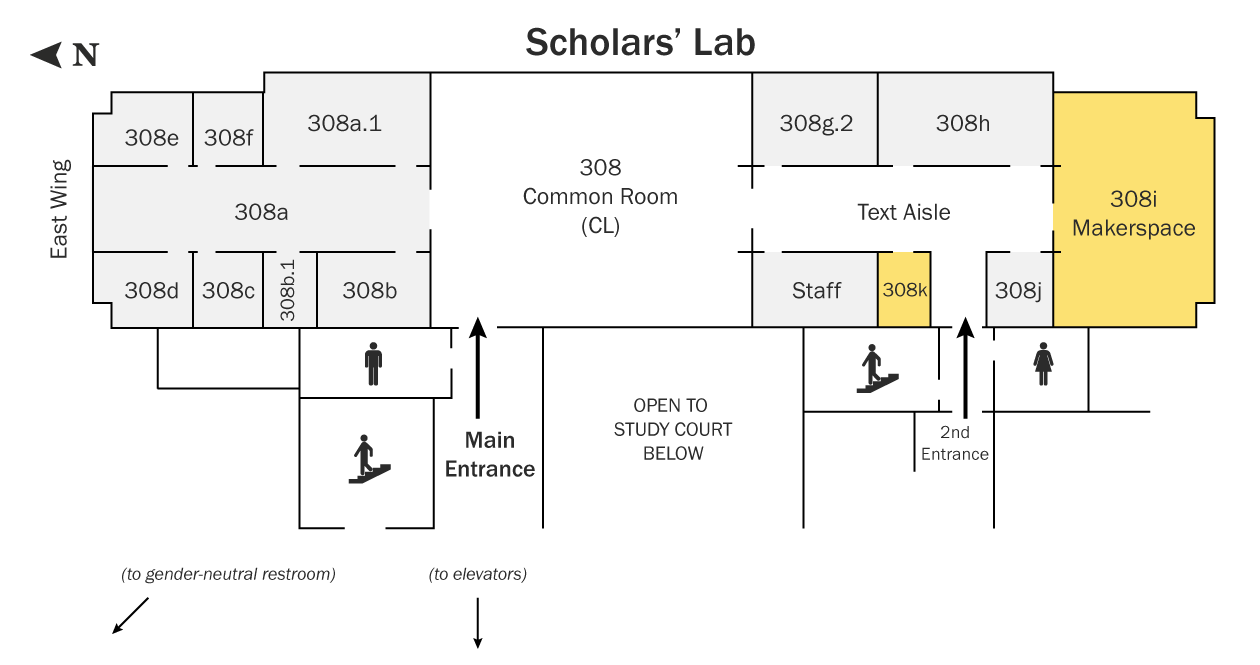 Scholars’ Lab
N
East Wing
308e
308f
308a.1
308a
308d
308c
308b.1
308b
308
Common Room
(CL)
308g.2
308h
Text Aisle
308i
Makerspace
Staff
308k
308j
Main
Entrance
OPEN TO
STUDY COURT
BELOW
2nd
Entrance
(to gender-neutral restroom)
(to elevators)